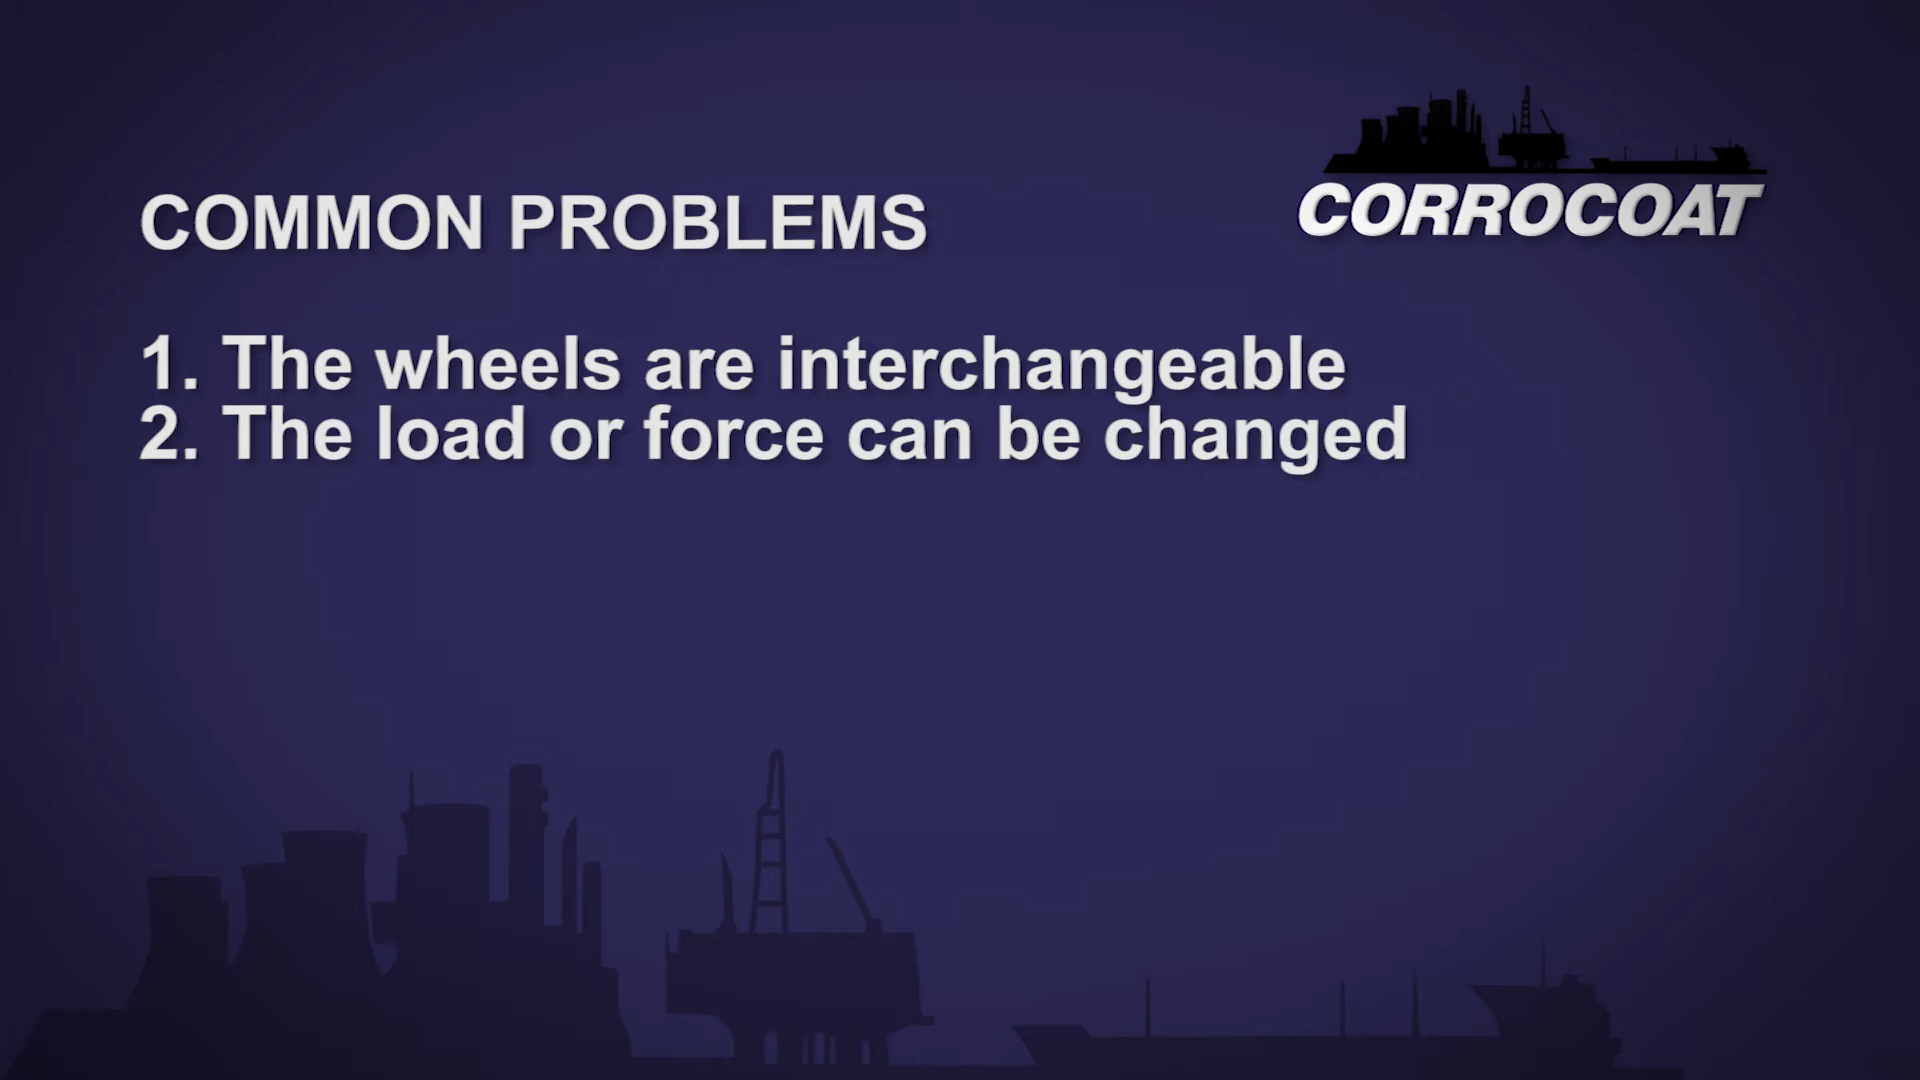 CORROCOAT
COMMON PROBLEMS
1. The wheels are interchangeable
2. The load or force can be changed